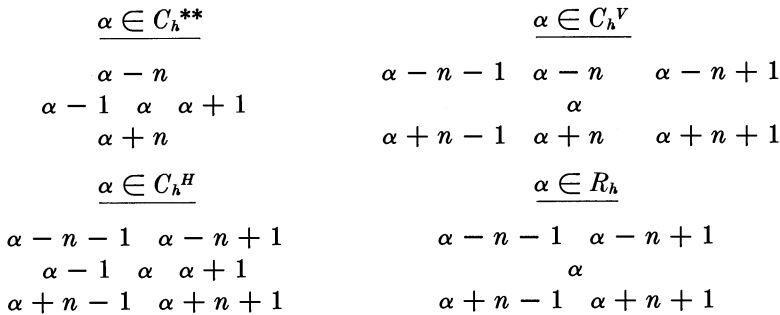 α ∈ C_h** α ∈ C_h^V
α − n α − n − 1 α − n α − n + 1
α − 1 α α + 1 α
α + n α + n − 1 α + n α + n + 1
α ∈ C_h^H α ∈ R_h
α − n − 1 α − n + 1 α − n − 1 α − n + 1
α − 1 α α + 1 α
α + n − 1 α + n + 1 α + n − 1 α + n + 1